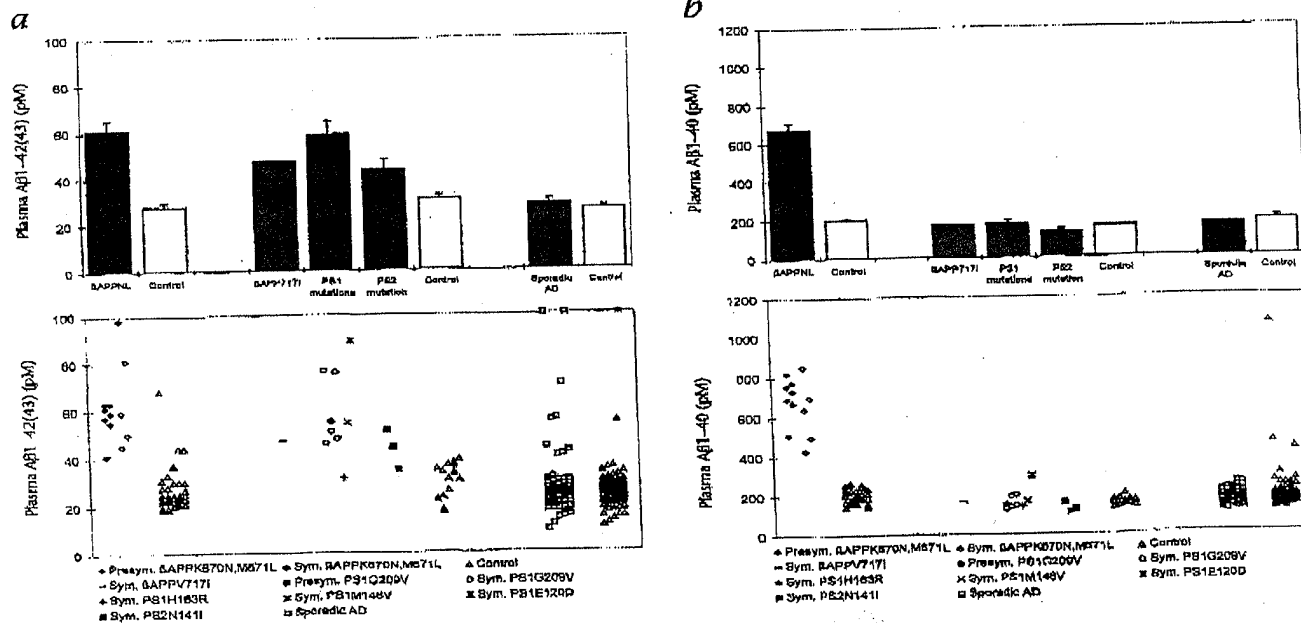 a
100
80
60
40
20
0
Plasma Aβ1–42(43) (pM)
βAPPNL Control βAPP717I PS1 mutations PS2 mutation Control Sporadic AD Control
b
1200
1000
800
600
400
200
0
Plasma Aβ1–40 (pM)
βAPPNL Control βAPP717I PS1 mutations PS2 mutation Control Sporadic AD Control
100
80
60
40
20
0
Plasma Aβ1–42(43) (pM)
Presym. βAPPK670N,M671L Sym. βAPPK670N,M671L Control
Sym. βAPPV717I Presym. PS1G209V Sym. PS1G209V
Sym. PS1H163R Sym. PS1M146V Sym. PS1E120D
Sym. PS2N141I Sporadic AD
1200
1000
800
600
400
200
0
Plasma Aβ1–40 (pM)
Presym. βAPPK670N,M671L Sym. βAPPK670N,M671L Control
Sym. βAPPV717I Presym. PS1G209V Sym. PS1G209V
Sym. PS1H163R Sym. PS1M146V Sym. PS1E120D
Sym. PS2N141I Sporadic AD